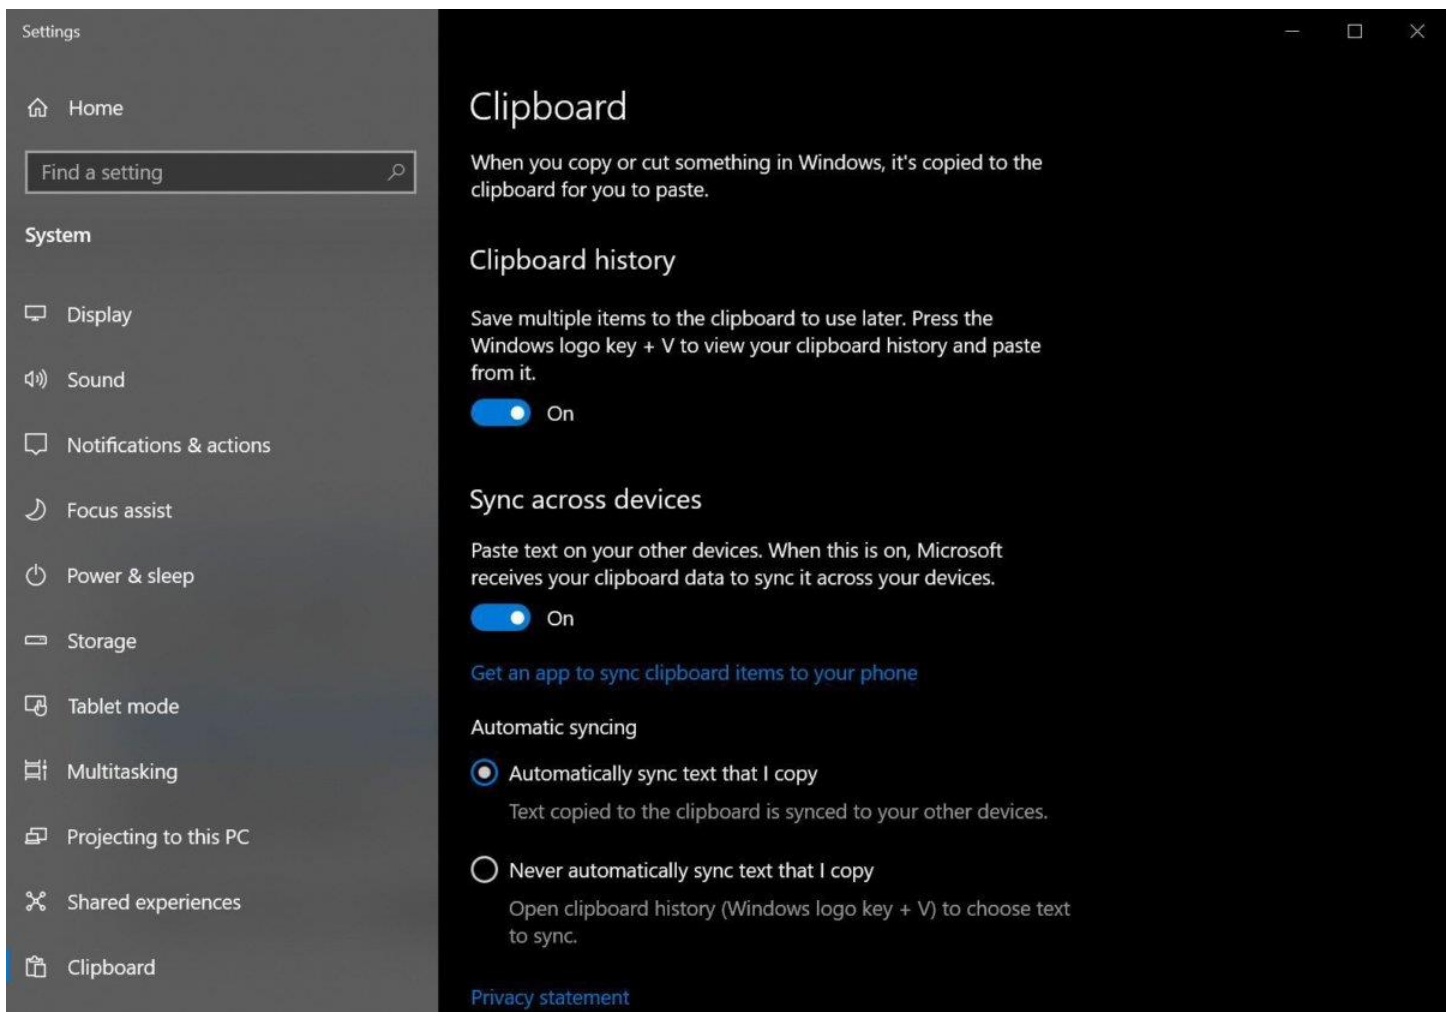 Settings
Home
Find a setting
System
Display
Sound
Notifications & actions
Focus assist
Power & sleep
Storage
Tablet mode
Multitasking
Projecting to this PC
Shared experiences
Clipboard
Clipboard
When you copy or cut something in Windows, it's copied to the
clipboard for you to paste.
Clipboard history
Save multiple items to the clipboard to use later. Press the
Windows logo key + V to view your clipboard history and paste
from it.
On
Sync across devices
Paste text on your other devices. When this is on, Microsoft
receives your clipboard data to sync it across your devices.
On
Get an app to sync clipboard items to your phone
Automatic syncing
Automatically sync text that I copy
Text copied to the clipboard is synced to your other devices.
Never automatically sync text that I copy
Open clipboard history (Windows logo key + V) to choose text
to sync.
Privacy statement